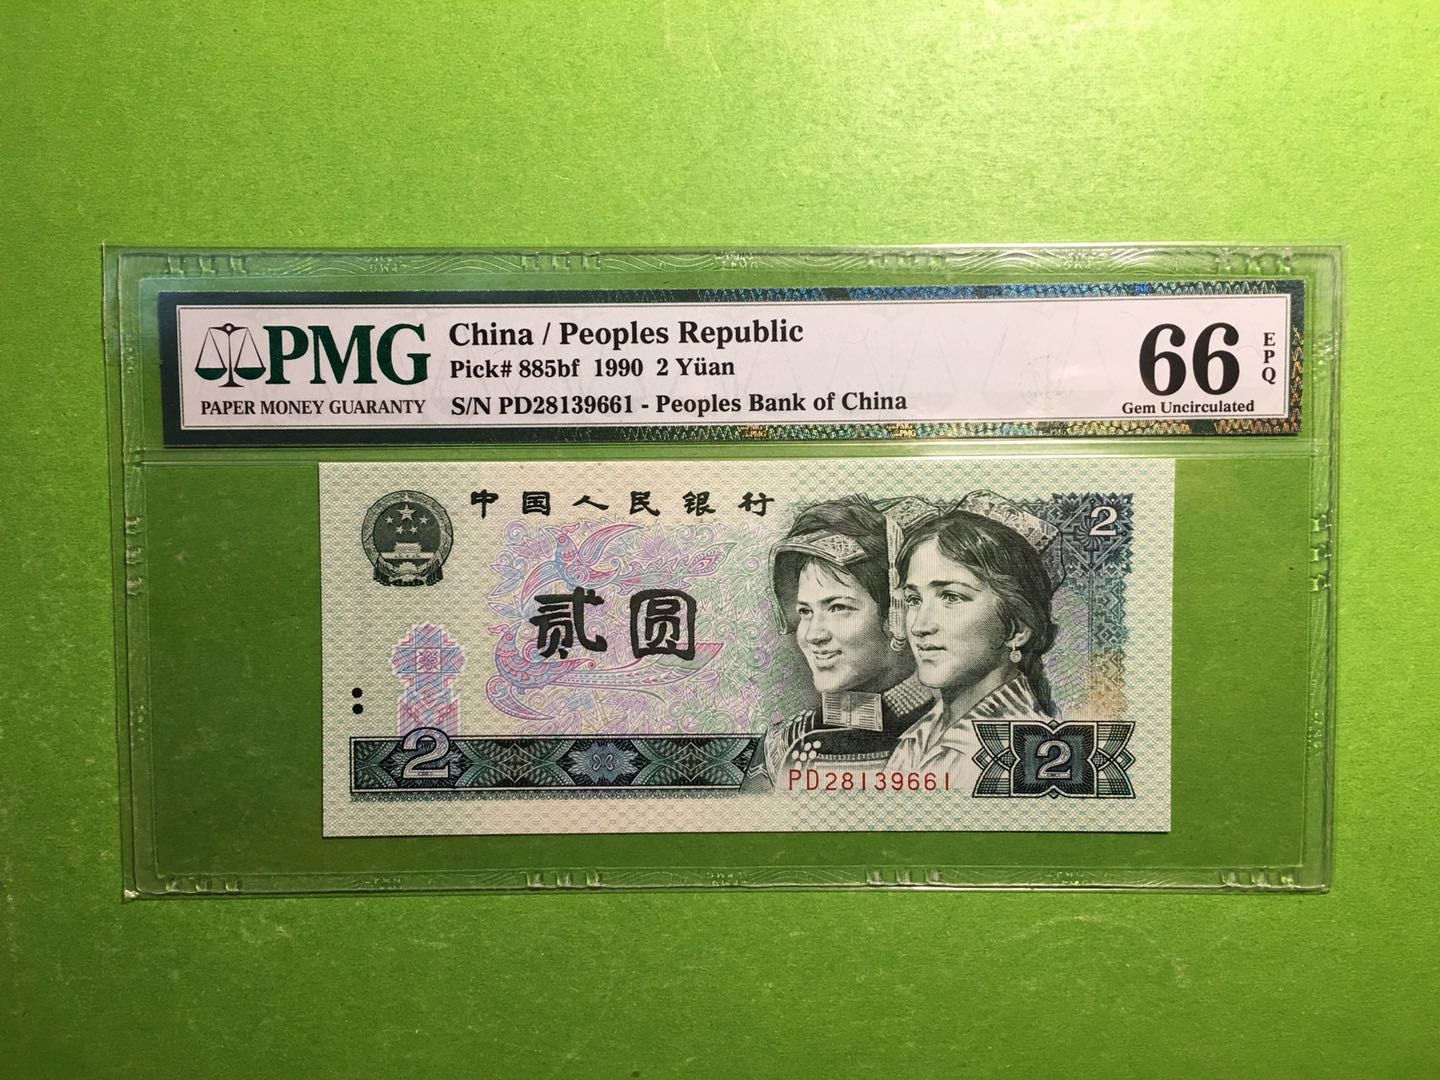 PMG
PAPER MONEY GUARANTY
China / Peoples Republic
Pick# 885bf 1990 2 Yüan
S/N PD28139661 - Peoples Bank of China
66
EPQ
Gem Uncirculated
中国人民银行
2
贰圆
2
PD28139661
2